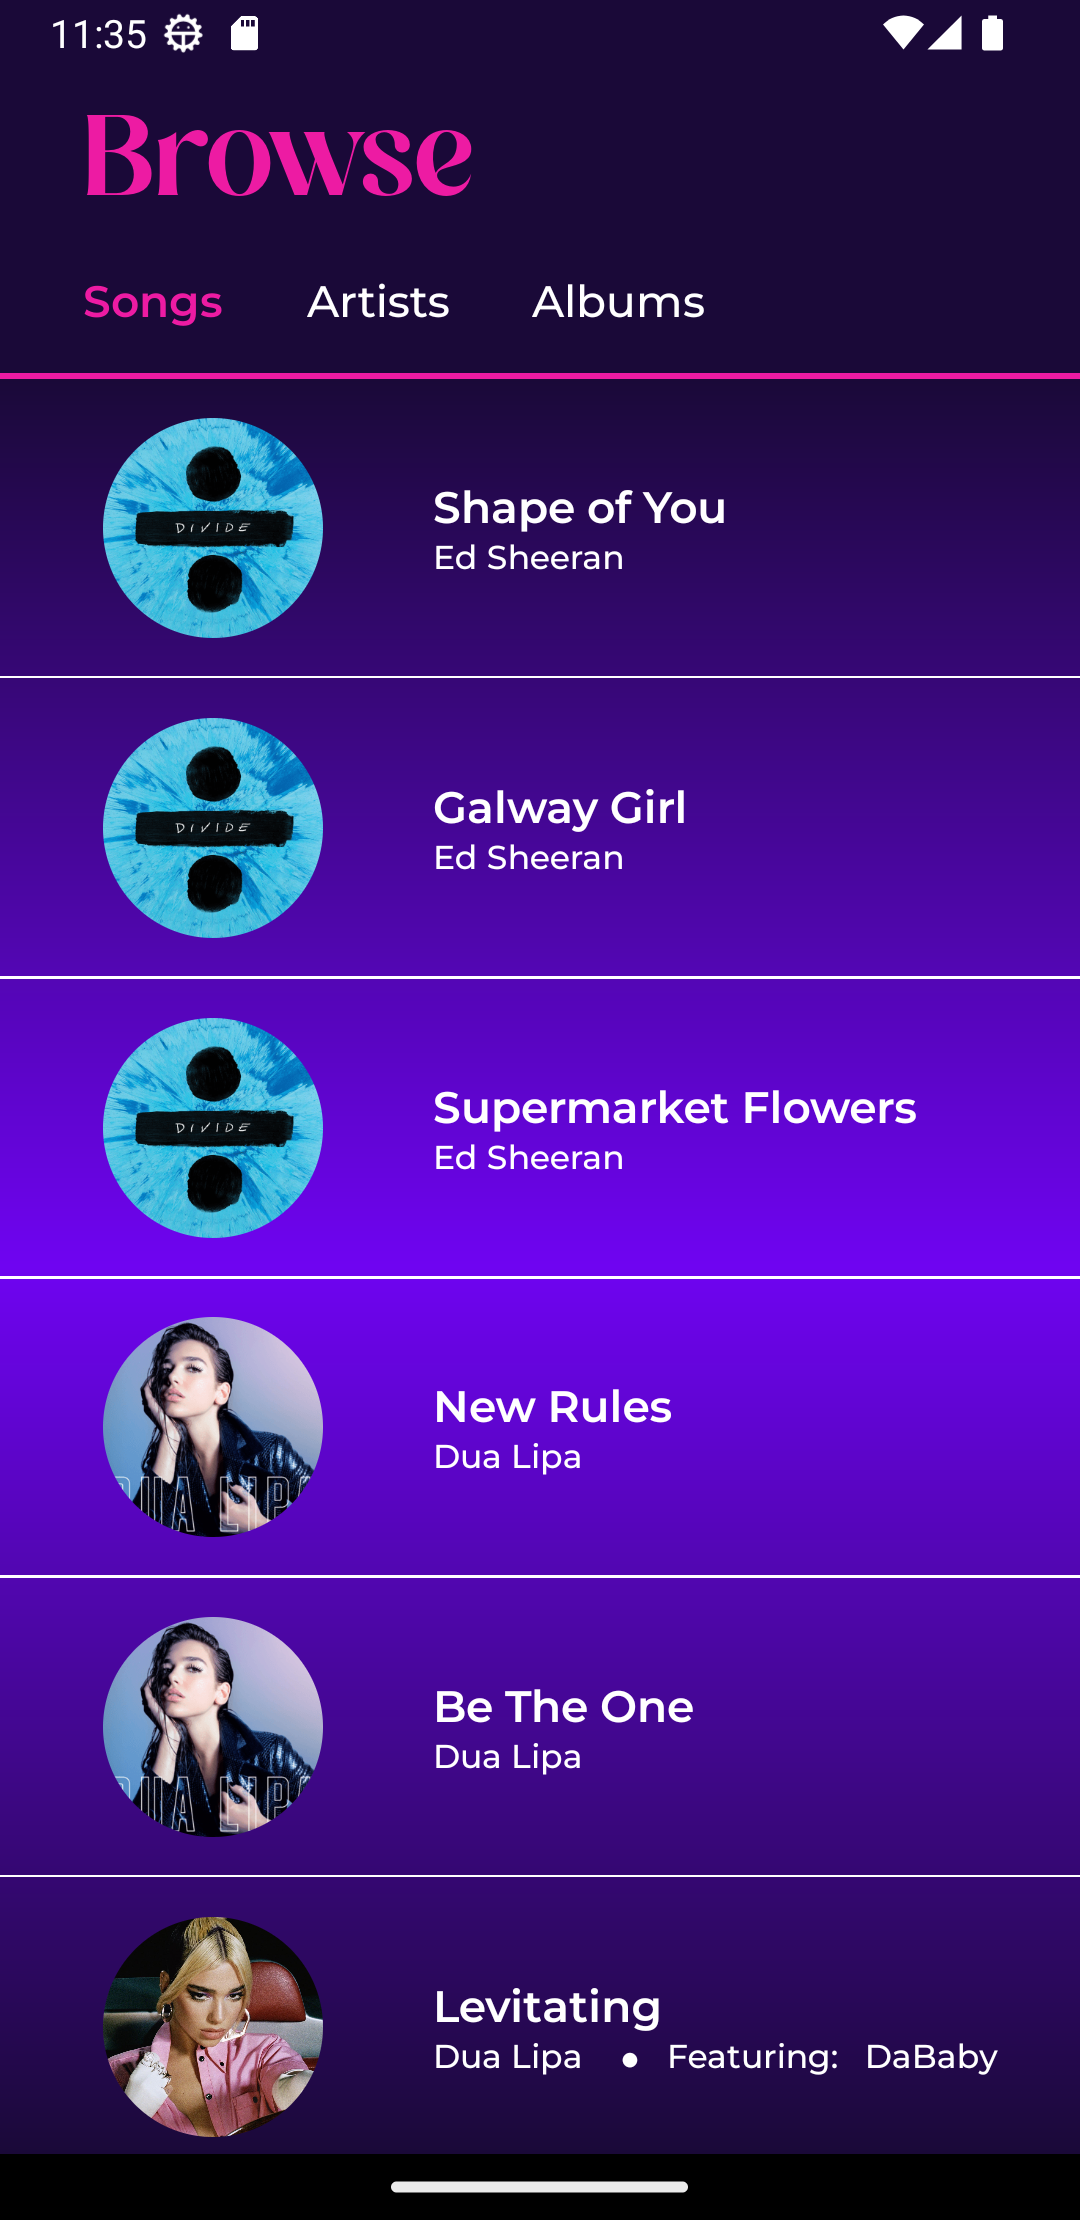 11:35
Browse
Songs Artists Albums
DIVIDE
Shape of You
Ed Sheeran
DIVIDE
Galway Girl
Ed Sheeran
DIVIDE
Supermarket Flowers
Ed Sheeran
New Rules
Dua Lipa
DUA LIPA
Be The One
Dua Lipa
DUA LIPA
Levitating
Dua Lipa ● Featuring: DaBaby